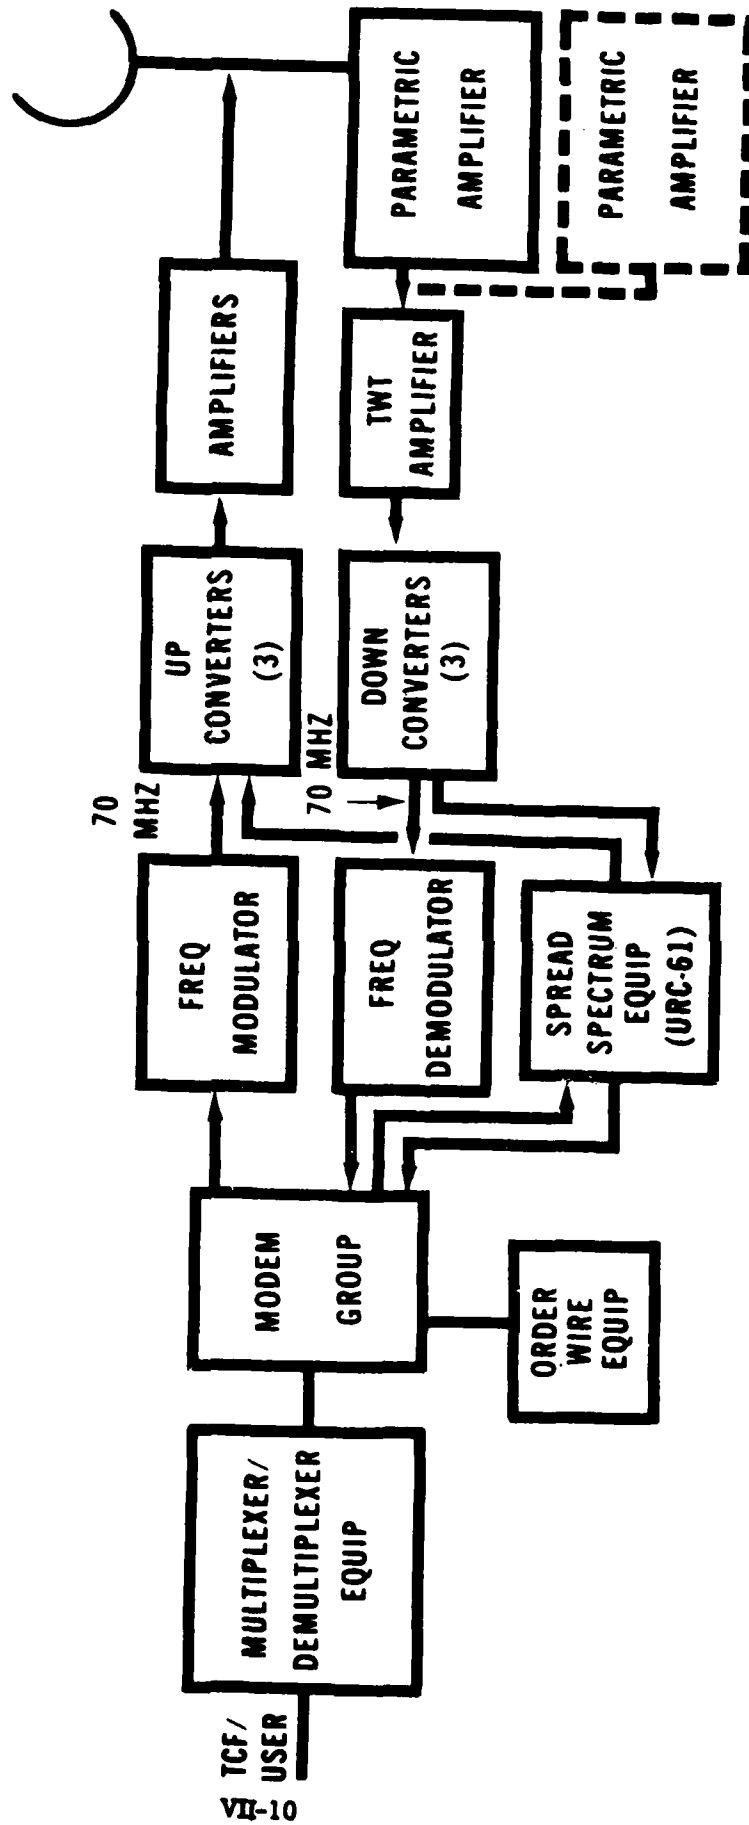 TCF/
USER
MULTIPLEXER/
DEMULTIPLEXER
EQUIP
MODEM
GROUP
ORDER
WIRE
EQUIP
FREQ
MODULATOR
70
MHZ
FREQ
DEMODULATOR
70 MHZ
SPREAD
SPECTRUM
EQUIP
(URC-61)
UP
CONVERTERS
(3)
DOWN
CONVERTERS
(3)
AMPLIFIERS
TWT
AMPLIFIER
PARAMETRIC
AMPLIFIER
PARAMETRIC
AMPLIFIER
VII-10